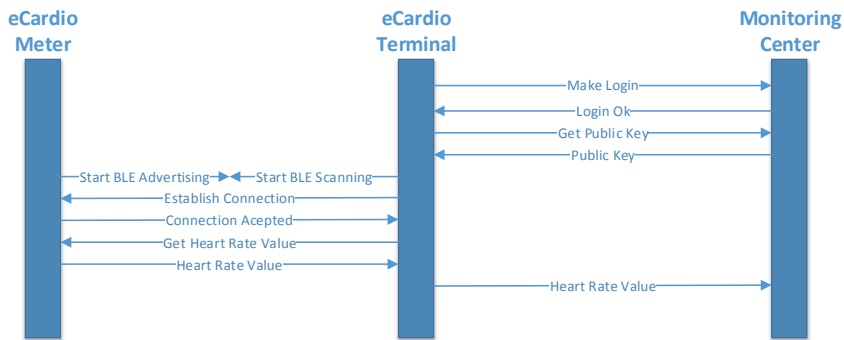 eCardio
Meter
eCardio
Terminal
Monitoring
Center
Make Login
Login Ok
Get Public Key
Public Key
Start BLE Advertising
Start BLE Scanning
Establish Connection
Connection Acepted
Get Heart Rate Value
Heart Rate Value
Heart Rate Value